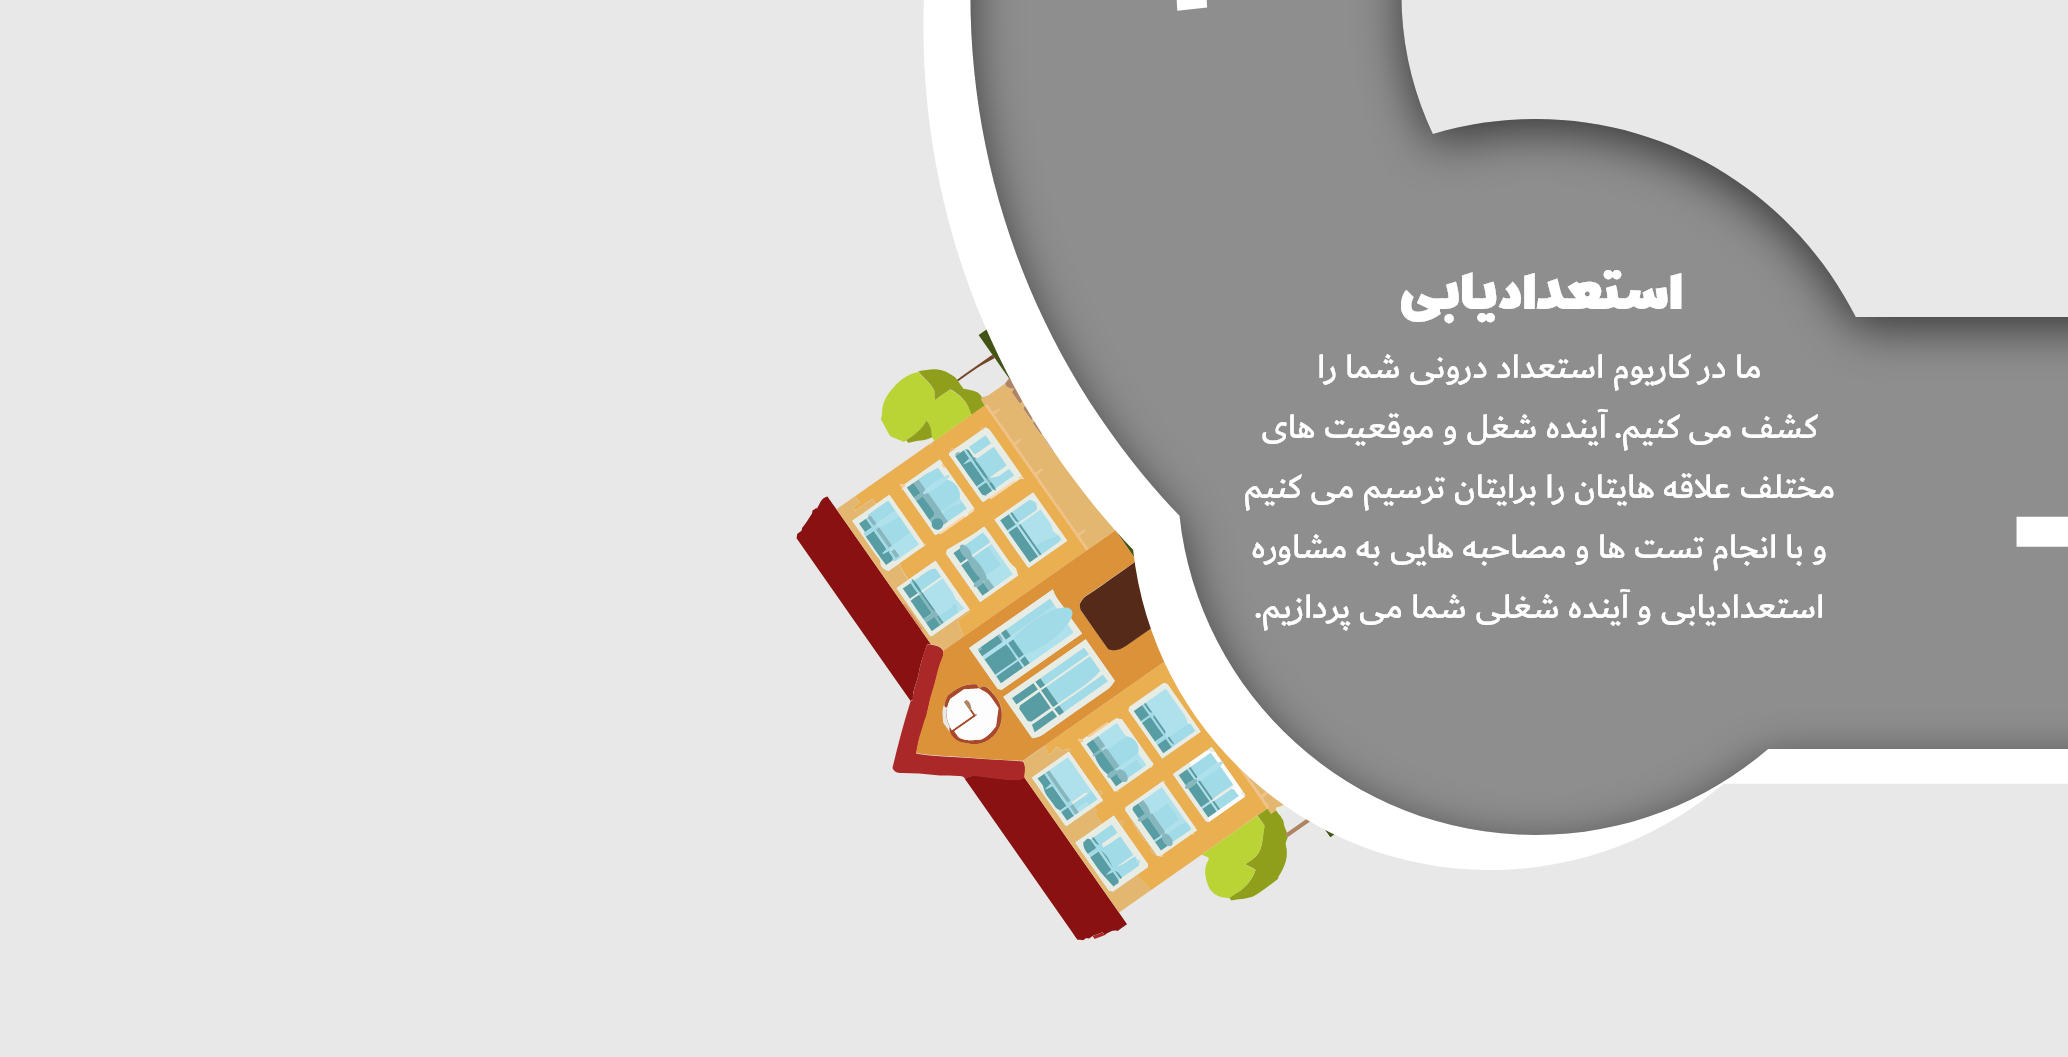 استعدادیابی
ما در کاریوم استعداد درونی شما را
کشف می کنیم. آینده شغل و موقعیت های
مختلف علاقه هایتان را برایتان ترسیم می کنیم
و با انجام تست ها و مصاحبه هایی به مشاوره
استعدادیابی و آینده شغلی شما می پردازیم.